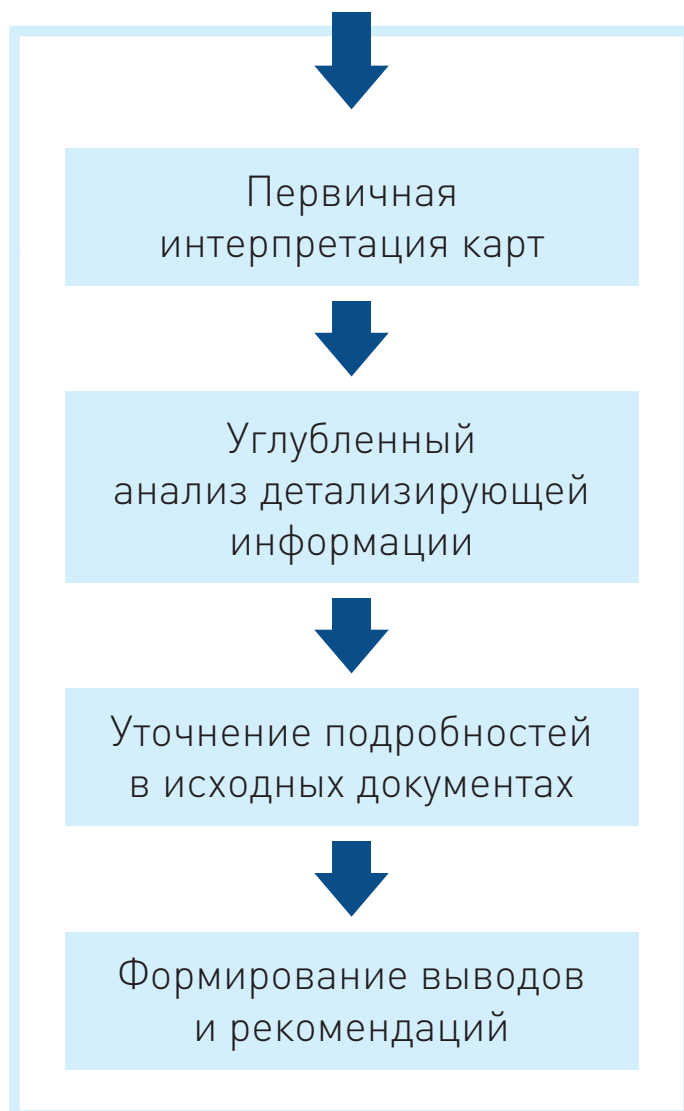 Первичная
интерпретация карт
Углубленный
анализ детализирующей
информации
Уточнение подробностей
в исходных документах
Формирование выводов
и рекомендаций